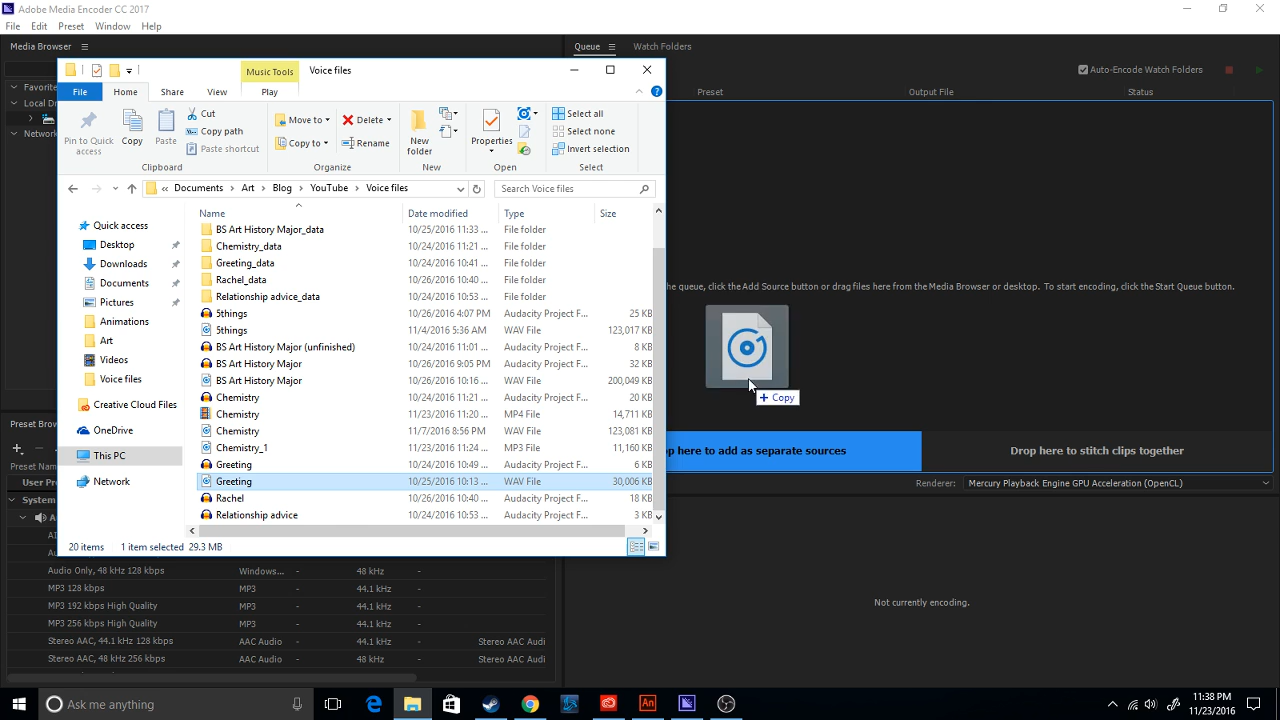 Adobe Media Encoder CC 2017
File Edit Preset Window Help
Media Browser
Queue Watch Folders
Music Tools Voice files
Auto-Encode Watch Folders
Favorite
File Home Share View Play
Preset Output File Status
Local Dr
Network
Pin to Quick access
Copy
Paste
Cut
Copy path
Paste shortcut
Move to
Copy to
Delete
Rename
New folder
Properties
Select all
Select none
Invert selection
Clipboard Organize New Open Select
« Documents Art Blog YouTube Voice files
Search Voice files
Name Date modified Type Size
Quick access
Desktop
Downloads
Documents
Pictures
Animations
Art
Videos
Voice files
Creative Cloud Files
OneDrive
This PC
Network
BS Art History Major_data 10/25/2016 11:33 ... File folder
Chemistry_data 10/24/2016 11:21 ... File folder
Greeting_data 10/24/2016 10:41 ... File folder
Rachel_data 10/26/2016 10:40 ... File folder
Relationship advice_data 10/24/2016 10:53 ... File folder
5things 10/26/2016 4:07 PM Audacity Project F... 25 KB
5things 11/4/2016 5:36 AM WAV File 123,017 KB
BS Art History Major (unfinished) 10/24/2016 11:01 ... Audacity Project F... 8 KB
BS Art History Major 10/26/2016 9:05 PM Audacity Project F... 32 KB
BS Art History Major 10/26/2016 10:16 ... WAV File 200,049 KB
Chemistry 10/24/2016 11:21 ... Audacity Project F... 20 KB
Chemistry 11/23/2016 11:20 ... MP4 File 14,711 KB
Chemistry 11/7/2016 8:56 PM WAV File 123,081 KB
Chemistry_1 11/23/2016 11:24 ... MP3 File 11,160 KB
Greeting 10/24/2016 10:49 ... Audacity Project F... 6 KB
Greeting 10/25/2016 10:13 ... WAV File 30,006 KB
Rachel 10/26/2016 10:40 ... Audacity Project F... 18 KB
Relationship advice 10/24/2016 10:53 ... Audacity Project F... 3 KB
20 items 1 item selected 29.3 MB
he queue, click the Add Source button or drag files here from the Media Browser or desktop. To start encoding, click the Start Queue button.
+ Copy
op here to add as separate sources
Drop here to stitch clips together
Renderer: Mercury Playback Engine GPU Acceleration (OpenCL)
Not currently encoding.
Preset Brow
Preset Name
User Pr
System
Audio Only, 48 kHz 128 kbps Windows... - 48 kHz -
MP3 128 kbps MP3 - 44.1 kHz -
MP3 192 kbps High Quality MP3 - 44.1 kHz -
MP3 256 kbps High Quality MP3 - 44.1 kHz -
Stereo AAC, 44.1 kHz 128 kbps AAC Audio - 44.1 kHz - Stereo AAC Audi
Stereo AAC, 48 kHz 256 kbps AAC Audio - 48 kHz - Stereo AAC Audi
Ask me anything
An
11:38 PM
11/23/2016